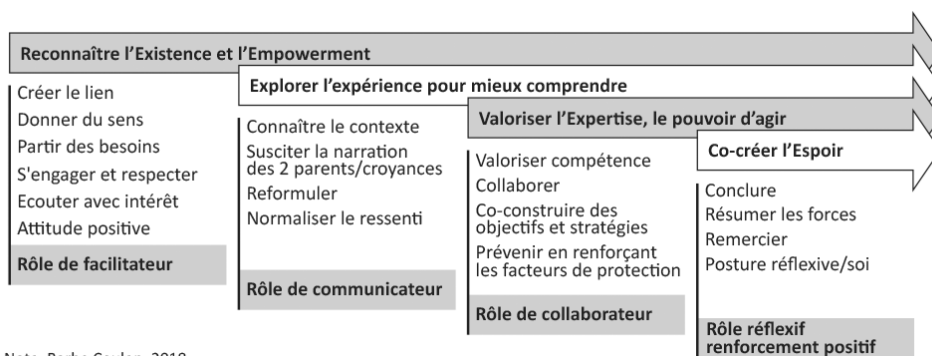 Reconnaître l'Existence et l'Empowerment
Créer le lien
Donner du sens
Partir des besoins
S'engager et respecter
Ecouter avec intérêt
Attitude positive
Rôle de facilitateur
Explorer l'expérience pour mieux comprendre
Connaître le contexte
Susciter la narration
des 2 parents/croyances
Reformuler
Normaliser le ressenti
Rôle de communicateur
Valoriser l'Expertise, le pouvoir d'agir
Valoriser compétence
Collaborer
Co-construire des
objectifs et stratégies
Prévenir en renforçant
les facteurs de protection
Rôle de collaborateur
Co-créer l'Espoir
Conclure
Résumer les forces
Remercier
Posture réflexive/soi
Rôle réflexif
renforcement positif